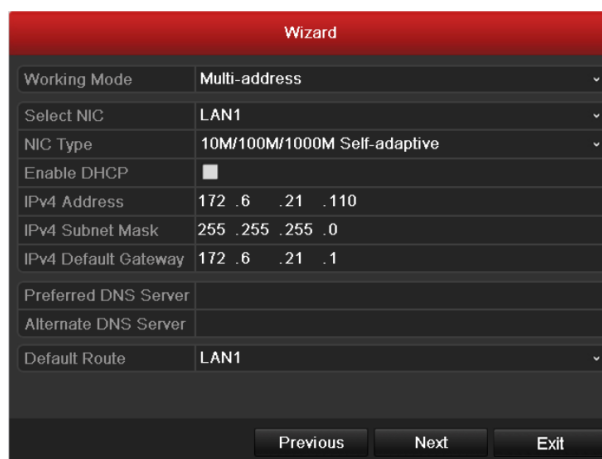 Wizard
Working Mode Multi-address
Select NIC LAN1
NIC Type 10M/100M/1000M Self-adaptive
Enable DHCP
IPv4 Address 172 .6 .21 .110
IPv4 Subnet Mask 255 .255 .255 .0
IPv4 Default Gateway 172 .6 .21 .1
Preferred DNS Server
Alternate DNS Server
Default Route LAN1
Previous Next Exit